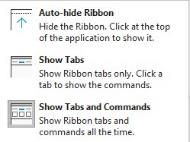 Auto-hide Ribbon
Hide the Ribbon. Click at the top
of the application to show it.
Show Tabs
Show Ribbon tabs only. Click a
tab to show the commands.
Show Tabs and Commands
Show Ribbon tabs and
commands all the time.